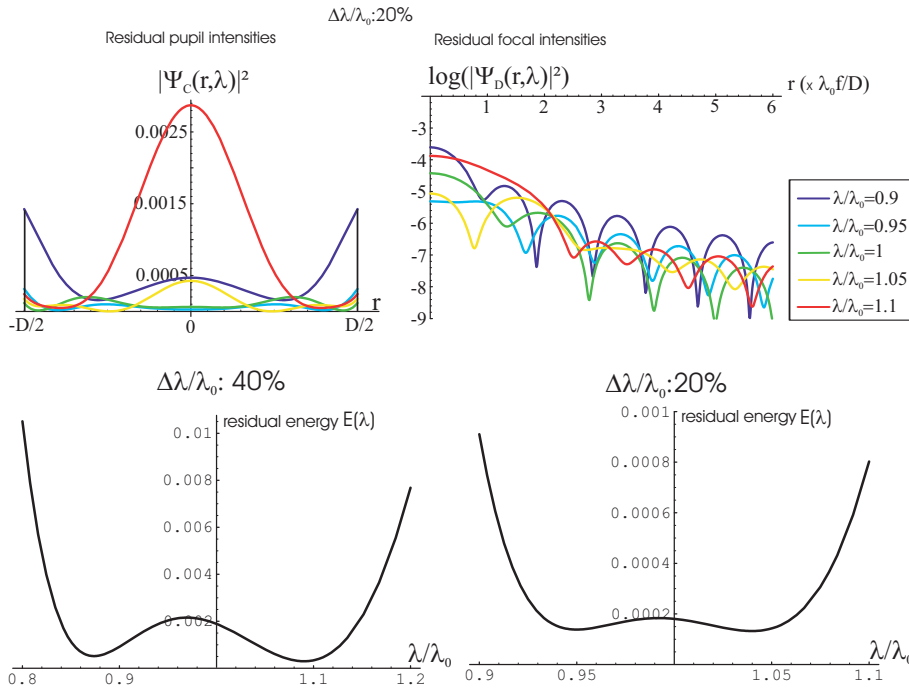 Δλ/λ₀:20%
Residual pupil intensities
Residual focal intensities
|Ψ_C(r,λ)|²
log(|Ψ_D(r,λ)|²)
r (× λ₀f/D)
1 2 3 4 5 6
0.0025
0.0015
0.0005
r
-D/2
0
D/2
-3
-4
-5
-6
-7
-8
-9
λ/λ₀=0.9
λ/λ₀=0.95
λ/λ₀=1
λ/λ₀=1.05
λ/λ₀=1.1
Δλ/λ₀: 40%
residual energy E(λ)
0.01
0.008
0.006
0.004
0.002
λ/λ₀
0.8 0.9 1.1 1.2
Δλ/λ₀:20%
0.001
residual energy E(λ)
0.0008
0.0006
0.0004
0.0002
λ/λ₀
0.9 0.95 1.05 1.1